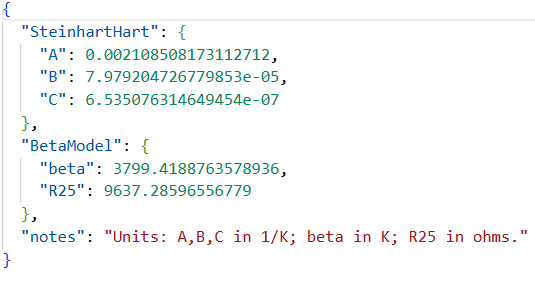 {
"SteinhartHart": {
"A": 0.002108508173112712,
"B": 7.979204726779853e-05,
"C": 6.535076314649454e-07
},
"BetaModel": {
"beta": 3799.4188763578936,
"R25": 9637.28596556779
},
"notes": "Units: A,B,C in 1/K; beta in K; R25 in ohms."
}